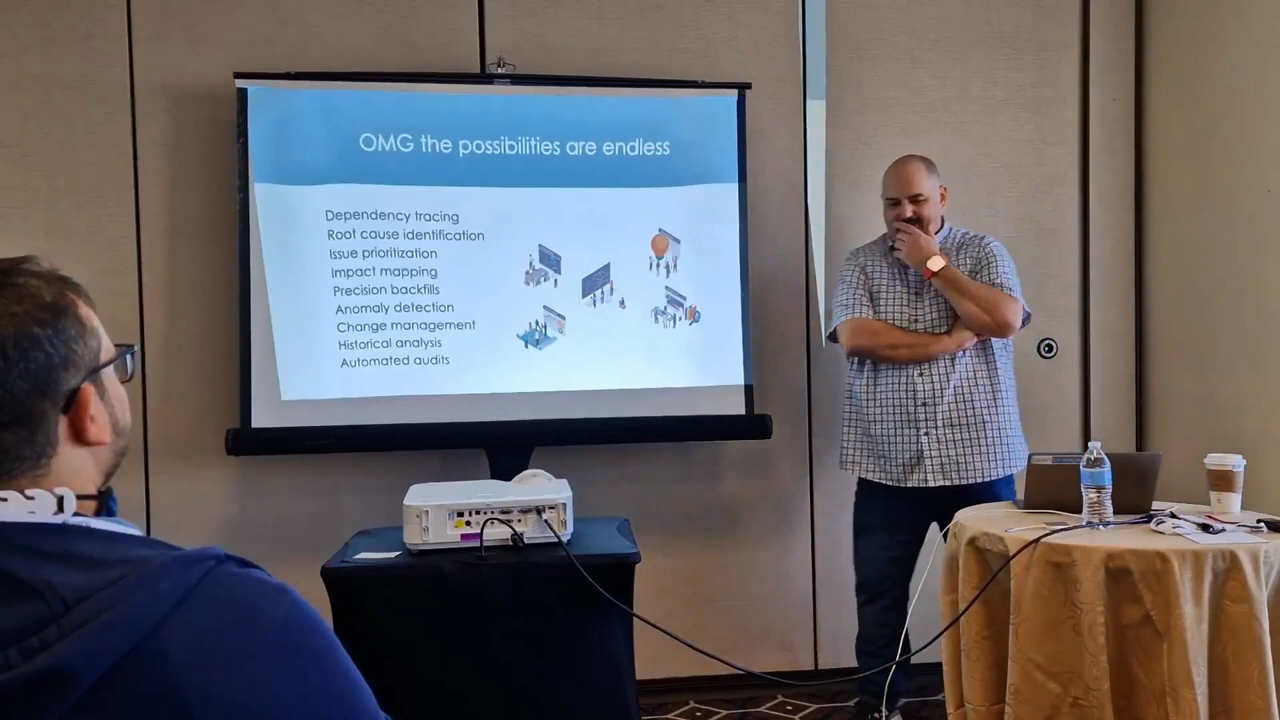 OMG the possibilities are endless
Dependency tracing
Root cause identification
Issue prioritization
Impact mapping
Precision backfills
Anomaly detection
Change management
Historical analysis
Automated audits